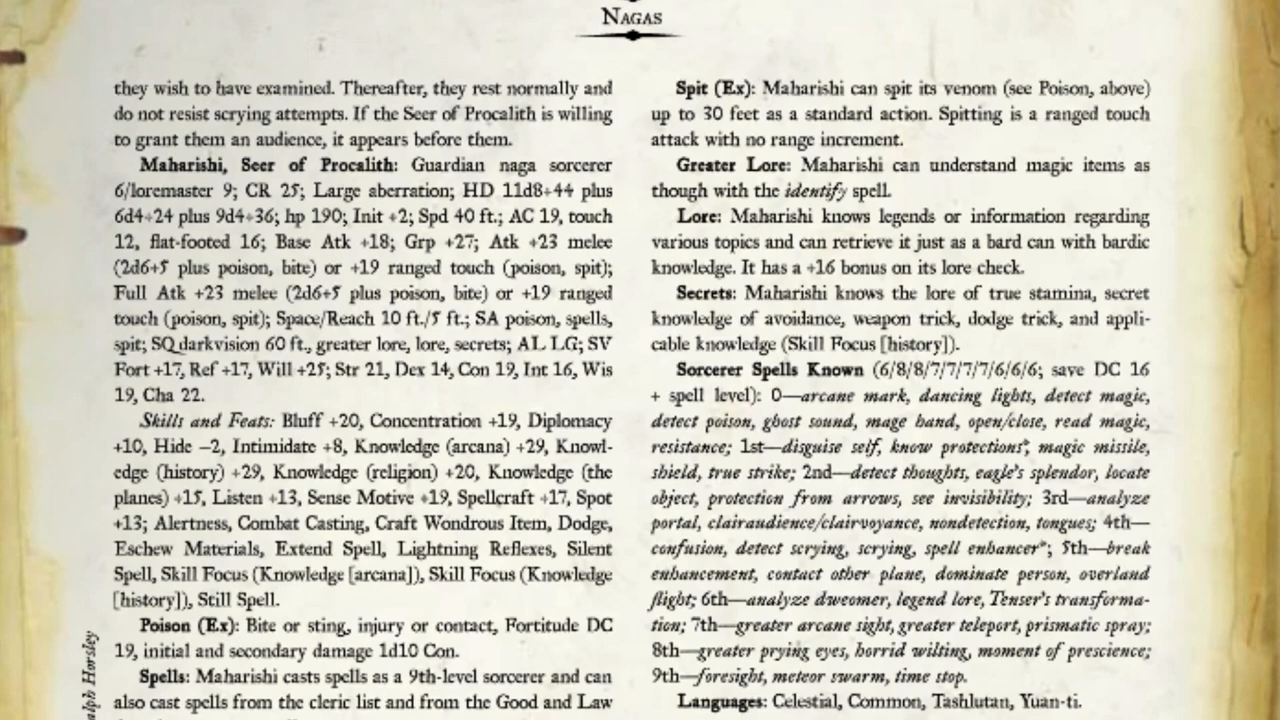 Nagas
they wish to have examined. Thereafter, they rest normally and
do not resist scrying attempts. If the Seer of Procalith is willing
to grant them an audience, it appears before them.
Maharishi, Seer of Procalith: Guardian naga sorcerer
6/loremaster 9; CR 25; Large aberration; HD 11d8+44 plus
6d4+24 plus 9d4+36; hp 190; Init +2; Spd 40 ft.; AC 19, touch
12, flat-footed 16; Base Atk +18; Grp +27; Atk +23 melee
(2d6+5 plus poison, bite) or +19 ranged touch (poison, spit);
Full Atk +23 melee (2d6+5 plus poison, bite) or +19 ranged
touch (poison, spit); Space/Reach 10 ft./5 ft.; SA poison, spells,
spit; SQ darkvision 60 ft., greater lore, lore, secrets; AL LG; SV
Fort +17, Ref +17, Will +25; Str 21, Dex 14, Con 19, Int 16, Wis
19, Cha 22.
Skills and Feats: Bluff +20, Concentration +19, Diplomacy
+10, Hide –2, Intimidate +8, Knowledge (arcana) +29, Knowl-
edge (history) +29, Knowledge (religion) +20, Knowledge (the
planes) +15, Listen +13, Sense Motive +19, Spellcraft +17, Spot
+13; Alertness, Combat Casting, Craft Wondrous Item, Dodge,
Eschew Materials, Extend Spell, Lightning Reflexes, Silent
Spell, Skill Focus (Knowledge [arcana]), Skill Focus (Knowledge
[history]), Still Spell.
Poison (Ex): Bite or sting, injury or contact, Fortitude DC
19, initial and secondary damage 1d10 Con.
Spells: Maharishi casts spells as a 9th-level sorcerer and can
also cast spells from the cleric list and from the Good and Law
Spit (Ex): Maharishi can spit its venom (see Poison, above)
up to 30 feet as a standard action. Spitting is a ranged touch
attack with no range increment.
Greater Lore: Maharishi can understand magic items as
though with the identify spell.
Lore: Maharishi knows legends or information regarding
various topics and can retrieve it just as a bard can with bardic
knowledge. It has a +16 bonus on its lore check.
Secrets: Maharishi knows the lore of true stamina, secret
knowledge of avoidance, weapon trick, dodge trick, and appli-
cable knowledge (Skill Focus [history]).
Sorcerer Spells Known (6/8/8/7/7/7/7/6/6/6; save DC 16
+ spell level): 0—arcane mark, dancing lights, detect magic,
detect poison, ghost sound, mage hand, open/close, read magic,
resistance; 1st—disguise self, know protections*, magic missile,
shield, true strike; 2nd—detect thoughts, eagle's splendor, locate
object, protection from arrows, see invisibility; 3rd—analyze
portal, clairaudience/clairvoyance, nondetection, tongues; 4th—
confusion, detect scrying, scrying, spell enhancer*; 5th—break
enhancement, contact other plane, dominate person, overland
flight; 6th—analyze dweomer, legend lore, Tenser's transforma-
tion; 7th—greater arcane sight, greater teleport, prismatic spray;
8th—greater prying eyes, horrid wilting, moment of prescience;
9th—foresight, meteor swarm, time stop.
Languages: Celestial, Common, Tashlutan, Yuan-ti.
Horsley